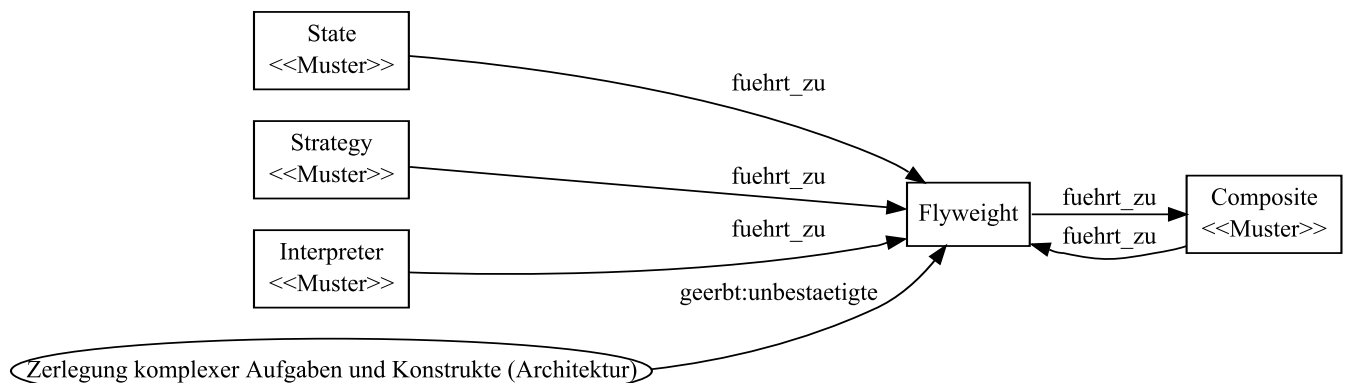 State
<<Muster>>
fuehrt_zu
Strategy
<<Muster>>
fuehrt_zu
Interpreter
<<Muster>>
fuehrt_zu
geerbt:unbestaetigte
Zerlegung komplexer Aufgaben und Konstrukte (Architektur)
Flyweight
fuehrt_zu
fuehrt_zu
Composite
<<Muster>>